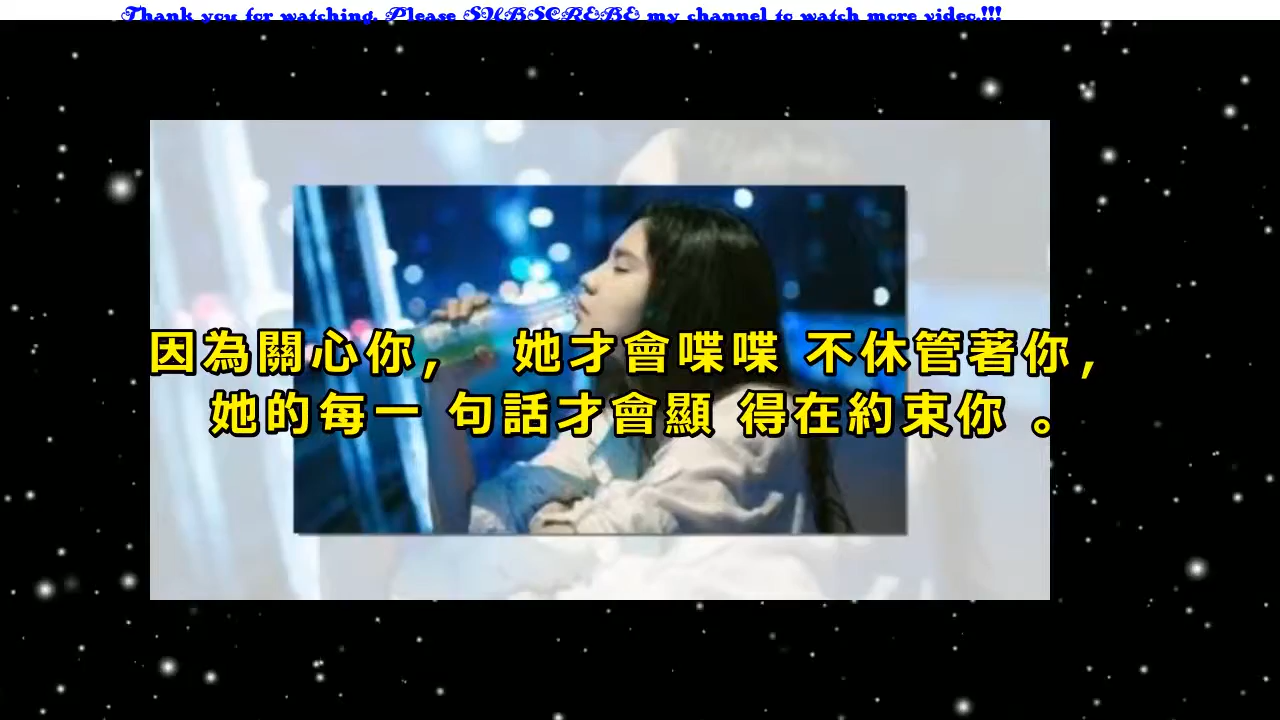 Thank you for watching. Please SUBSCREBE my channel to watch more video.!!!
因為關心你， 她才會喋喋 不休管著你，
她的每一 句話才會顯 得在約束你 。